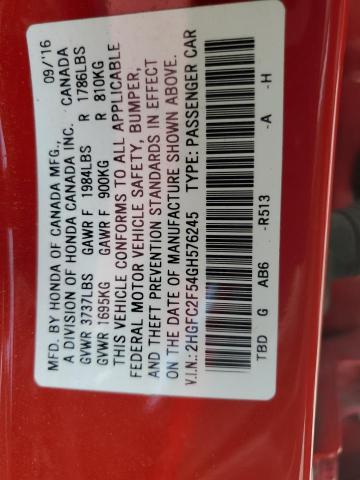 MFD. BY HONDA OF CANADA MFG., 09/'16
A DIVISION OF HONDA CANADA INC. CANADA
GVWR 3737LBS GAWR F 1984LBS R 1786LBS
GVWR 1695KG GAWR F 900KG R 810KG
THIS VEHICLE CONFORMS TO ALL APPLICABLE
FEDERAL MOTOR VEHICLE SAFETY, BUMPER,
AND THEFT PREVENTION STANDARDS IN EFFECT
ON THE DATE OF MANUFACTURE SHOWN ABOVE.
V.I.N.: 2HGFC2F54GH576245 TYPE: PASSENGER CAR
TBD G AB6 -R513 -A -H